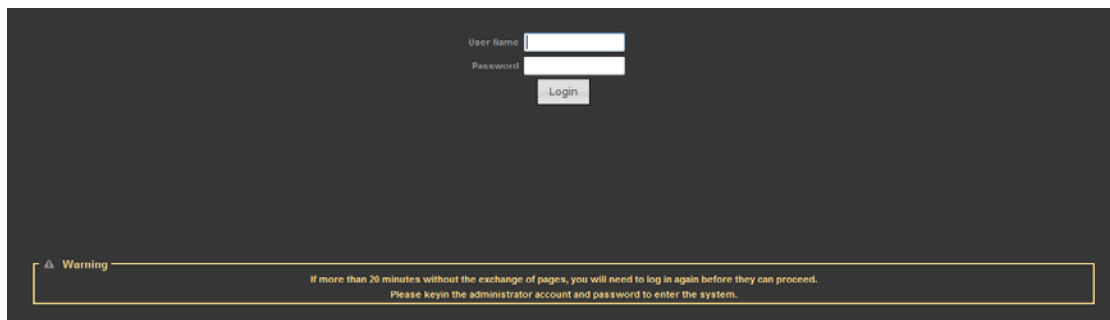 User Name
Password
Login
Warning
If more than 20 minutes without the exchange of pages, you will need to log in again before they can proceed.
Please keyin the administrator account and password to enter the system.